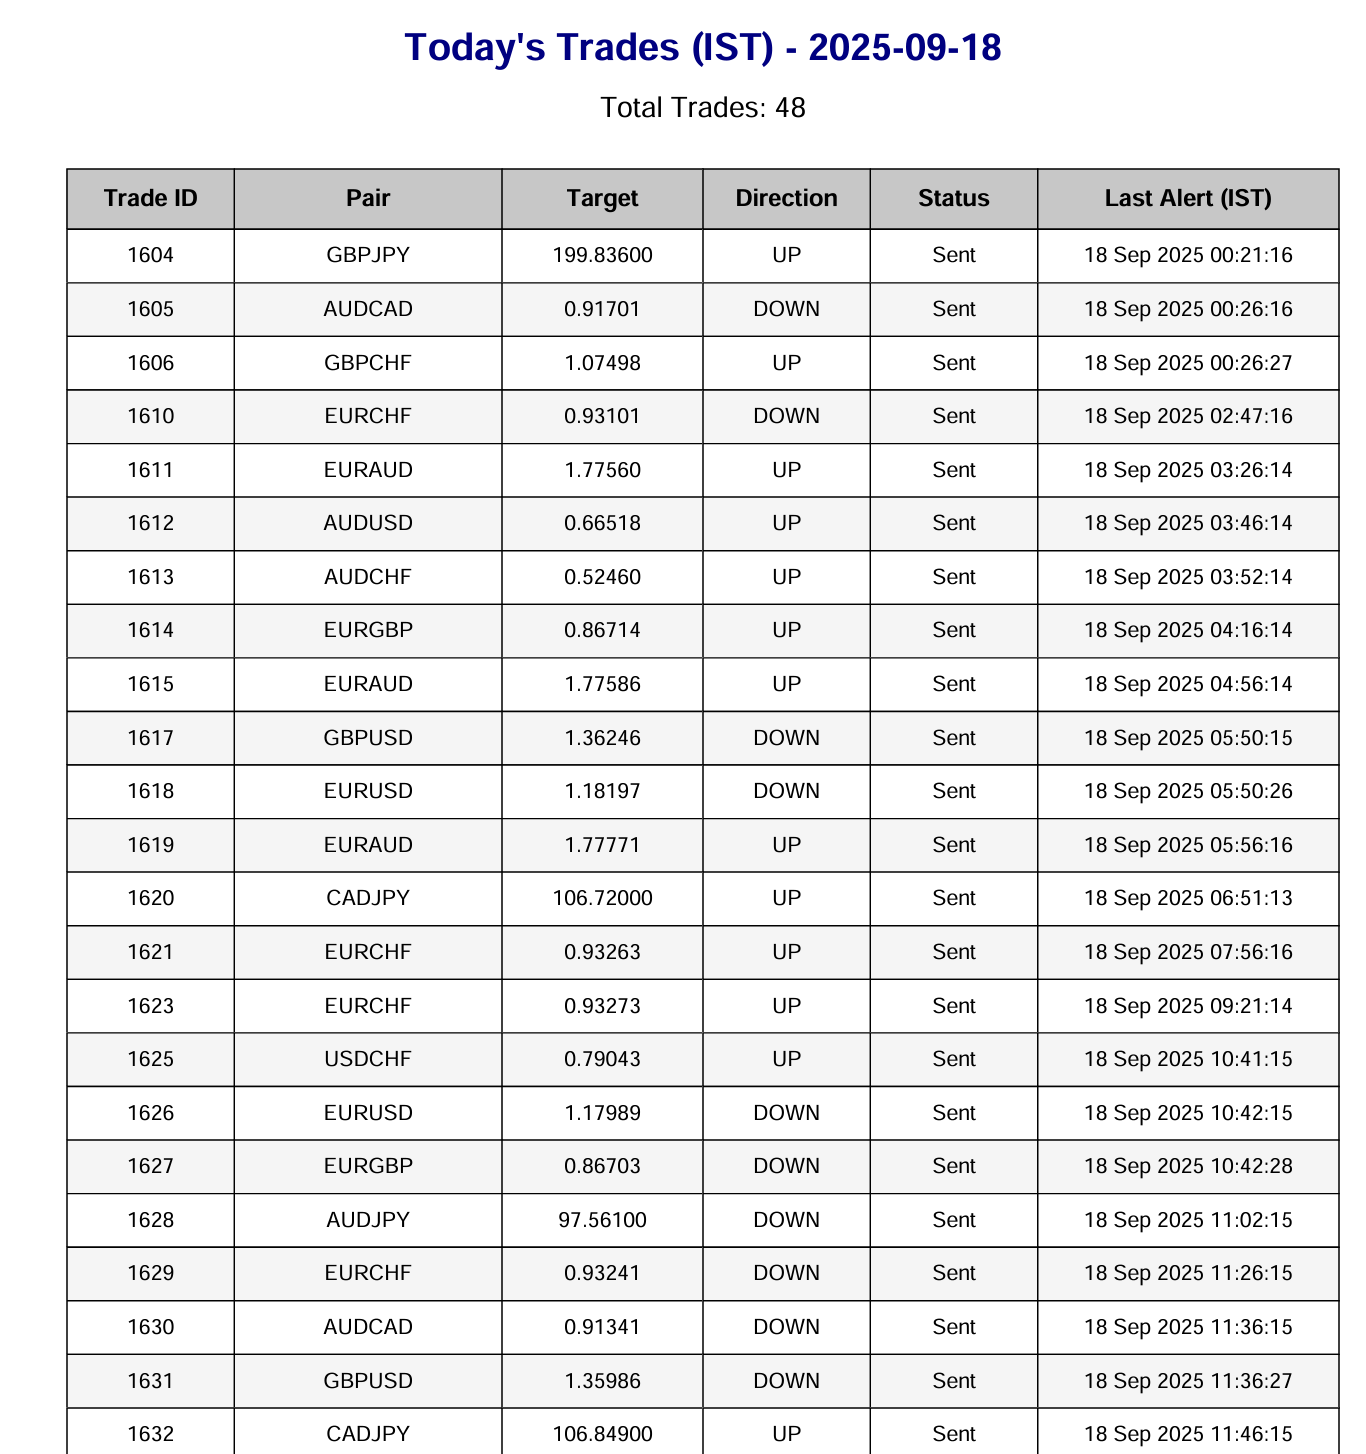 Today's Trades (IST) - 2025-09-18
Total Trades: 48
Trade ID Pair Target Direction Status Last Alert (IST)
1604 GBPJPY 199.83600 UP Sent 18 Sep 2025 00:21:16
1605 AUDCAD 0.91701 DOWN Sent 18 Sep 2025 00:26:16
1606 GBPCHF 1.07498 UP Sent 18 Sep 2025 00:26:27
1610 EURCHF 0.93101 DOWN Sent 18 Sep 2025 02:47:16
1611 EURAUD 1.77560 UP Sent 18 Sep 2025 03:26:14
1612 AUDUSD 0.66518 UP Sent 18 Sep 2025 03:46:14
1613 AUDCHF 0.52460 UP Sent 18 Sep 2025 03:52:14
1614 EURGBP 0.86714 UP Sent 18 Sep 2025 04:16:14
1615 EURAUD 1.77586 UP Sent 18 Sep 2025 04:56:14
1617 GBPUSD 1.36246 DOWN Sent 18 Sep 2025 05:50:15
1618 EURUSD 1.18197 DOWN Sent 18 Sep 2025 05:50:26
1619 EURAUD 1.77771 UP Sent 18 Sep 2025 05:56:16
1620 CADJPY 106.72000 UP Sent 18 Sep 2025 06:51:13
1621 EURCHF 0.93263 UP Sent 18 Sep 2025 07:56:16
1623 EURCHF 0.93273 UP Sent 18 Sep 2025 09:21:14
1625 USDCHF 0.79043 UP Sent 18 Sep 2025 10:41:15
1626 EURUSD 1.17989 DOWN Sent 18 Sep 2025 10:42:15
1627 EURGBP 0.86703 DOWN Sent 18 Sep 2025 10:42:28
1628 AUDJPY 97.56100 DOWN Sent 18 Sep 2025 11:02:15
1629 EURCHF 0.93241 DOWN Sent 18 Sep 2025 11:26:15
1630 AUDCAD 0.91341 DOWN Sent 18 Sep 2025 11:36:15
1631 GBPUSD 1.35986 DOWN Sent 18 Sep 2025 11:36:27
1632 CADJPY 106.84900 UP Sent 18 Sep 2025 11:46:15